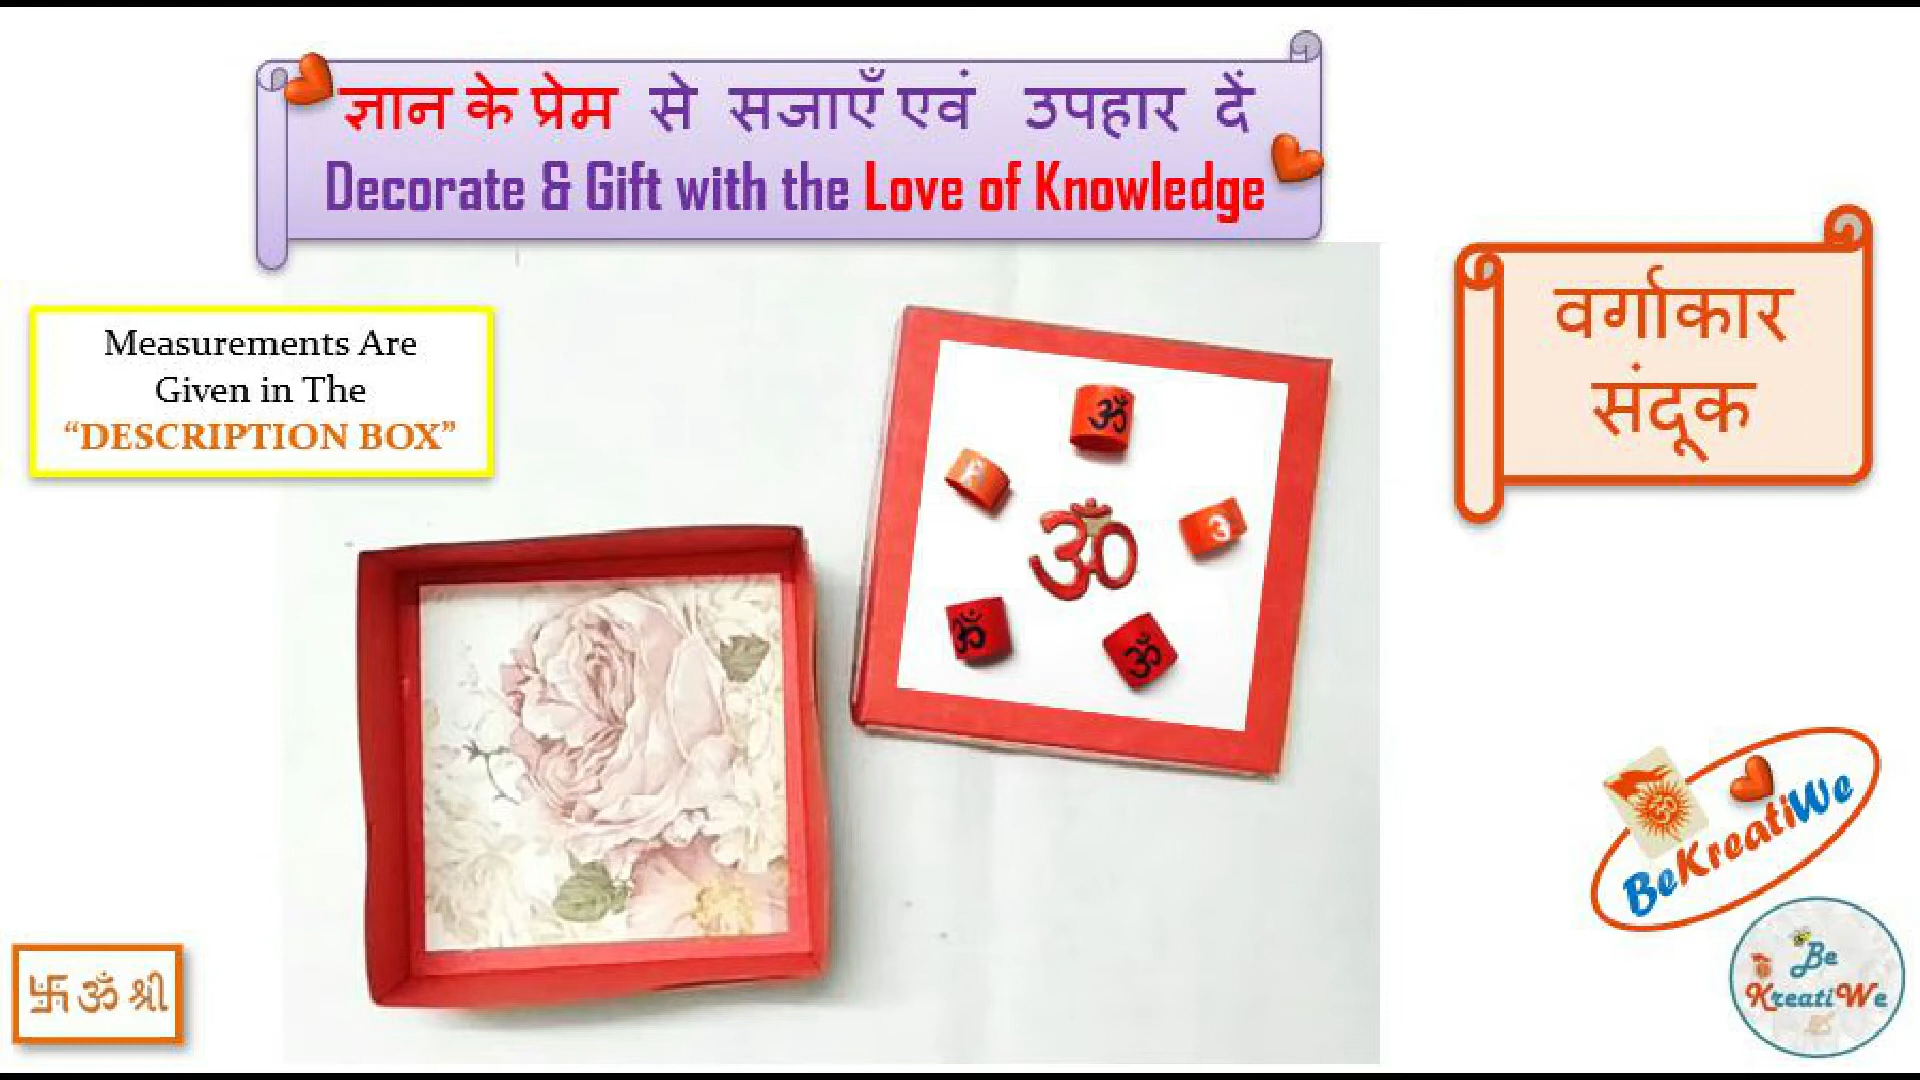 ज्ञान के प्रेम से सजाएँ एवं उपहार दें
Decorate & Gift with the Love of Knowledge
Measurements Are
Given in The
“DESCRIPTION BOX”
वर्गाकार
संदूक
ॐ
ॐ
ॐ
ॐ
BeKreatiWe
Be
KreatiWe
卐 ॐ श्री